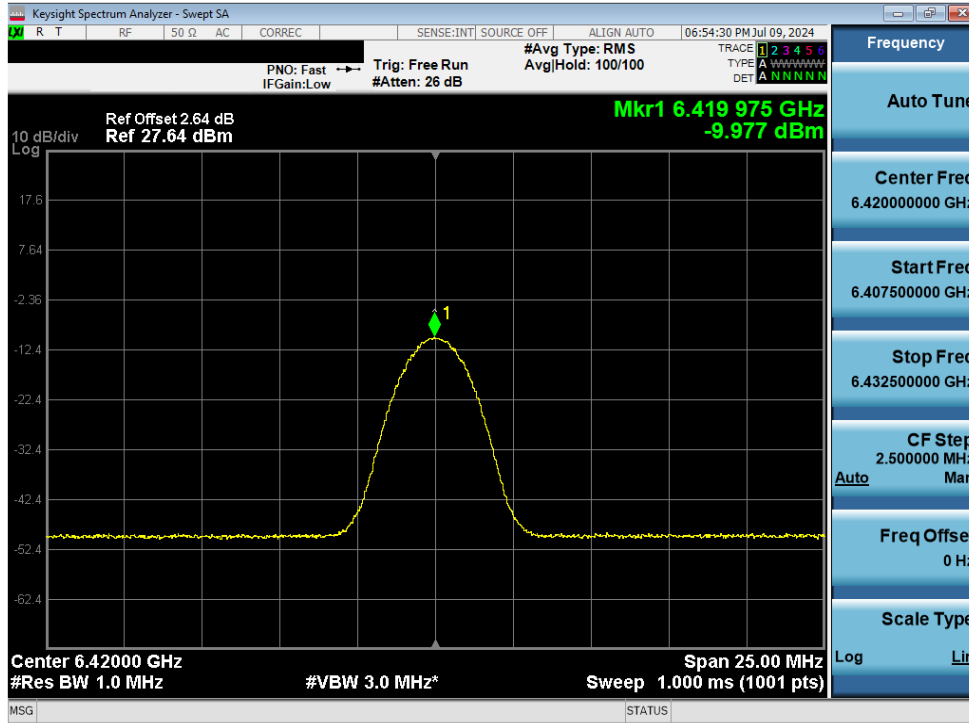 Keysight Spectrum Analyzer - Swept SA
LXI R T RF 50 Ω AC CORREC SENSE:INT SOURCE OFF ALIGN AUTO 06:54:30 PM Jul 09, 2024
PNO: Fast
IFGain:Low
Trig: Free Run
#Atten: 26 dB
#Avg Type: RMS
Avg|Hold: 100/100
TRACE 1 2 3 4 5 6
TYPE A WWWWW
DET A N N N N N
Ref Offset 2.64 dB
10 dB/div Ref 27.64 dBm
Log
Mkr1 6.419 975 GHz
-9.977 dBm
17.6
7.64
-2.36
-12.4
-22.4
-32.4
-42.4
-52.4
-62.4
1
Center 6.42000 GHz Span 25.00 MHz
#Res BW 1.0 MHz #VBW 3.0 MHz* Sweep 1.000 ms (1001 pts)
MSG STATUS
Frequency
Auto Tune
Center Freq
6.420000000 GHz
Start Freq
6.407500000 GHz
Stop Freq
6.432500000 GHz
CF Step
2.500000 MHz
Auto Man
Freq Offset
0 Hz
Scale Type
Log Lin